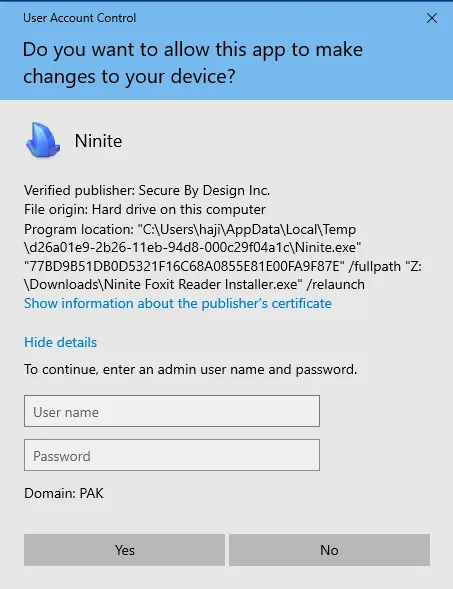 User Account Control
Do you want to allow this app to make
changes to your device?
Ninite
Verified publisher: Secure By Design Inc.
File origin: Hard drive on this computer
Program location: "C:\Users\haji\AppData\Local\Temp
\d26a01e9-2b26-11eb-94d8-000c29f04a1c\Ninite.exe"
"77BD9B51DB0D5321F16C68A0855E81E00FA9F87E" /fullpath "Z:
\Downloads\Ninite Foxit Reader Installer.exe" /relaunch
Show information about the publisher's certificate
Hide details
To continue, enter an admin user name and password.
User name
Password
Domain: PAK
Yes
No